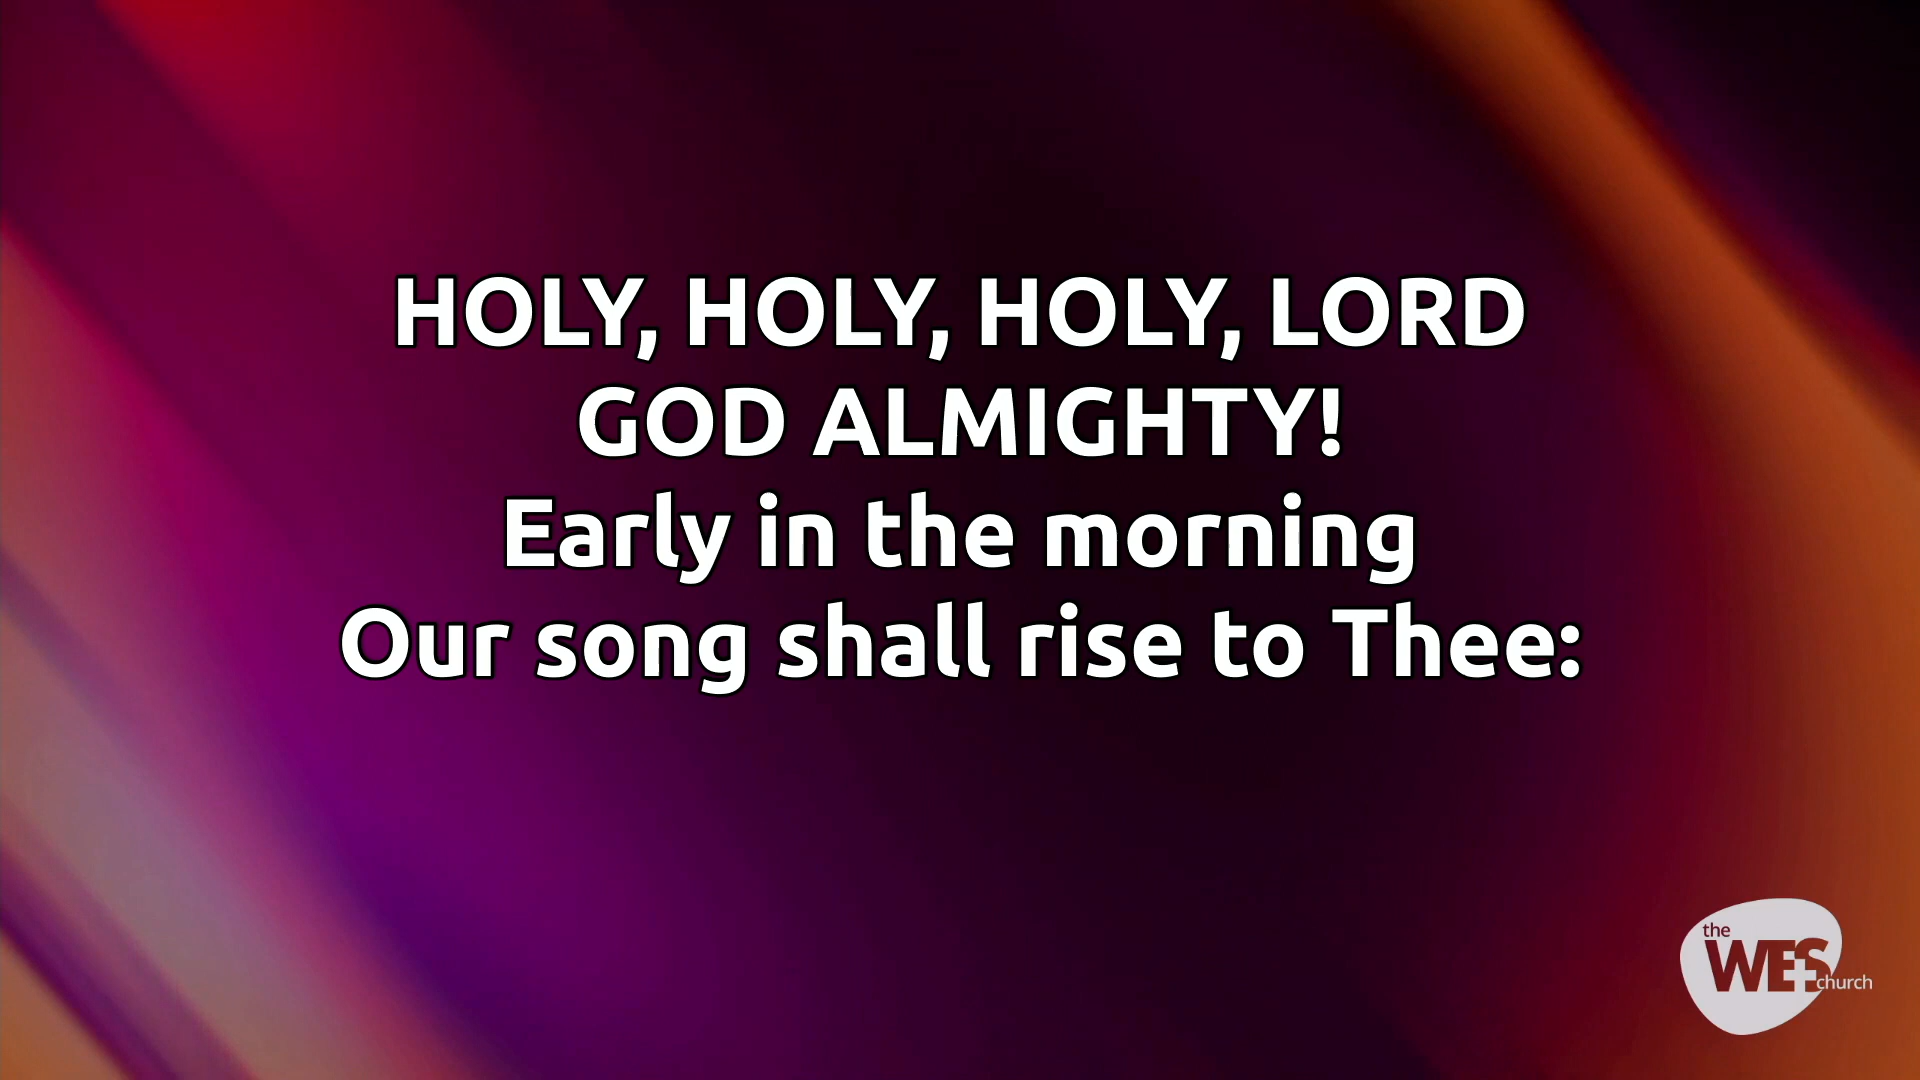 HOLY, HOLY, HOLY, LORD
GOD ALMIGHTY!
Early in the morning
Our song shall rise to Thee:
the
WES
church